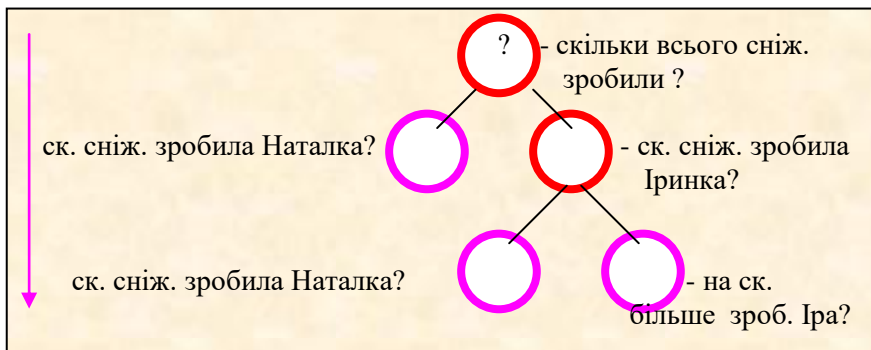 ? - скільки всього сніж.
зробили ?
ск. сніж. зробила Наталка?
- ск. сніж. зробила
Іринка?
ск. сніж. зробила Наталка?
- на ск.
більше зроб. Іра?